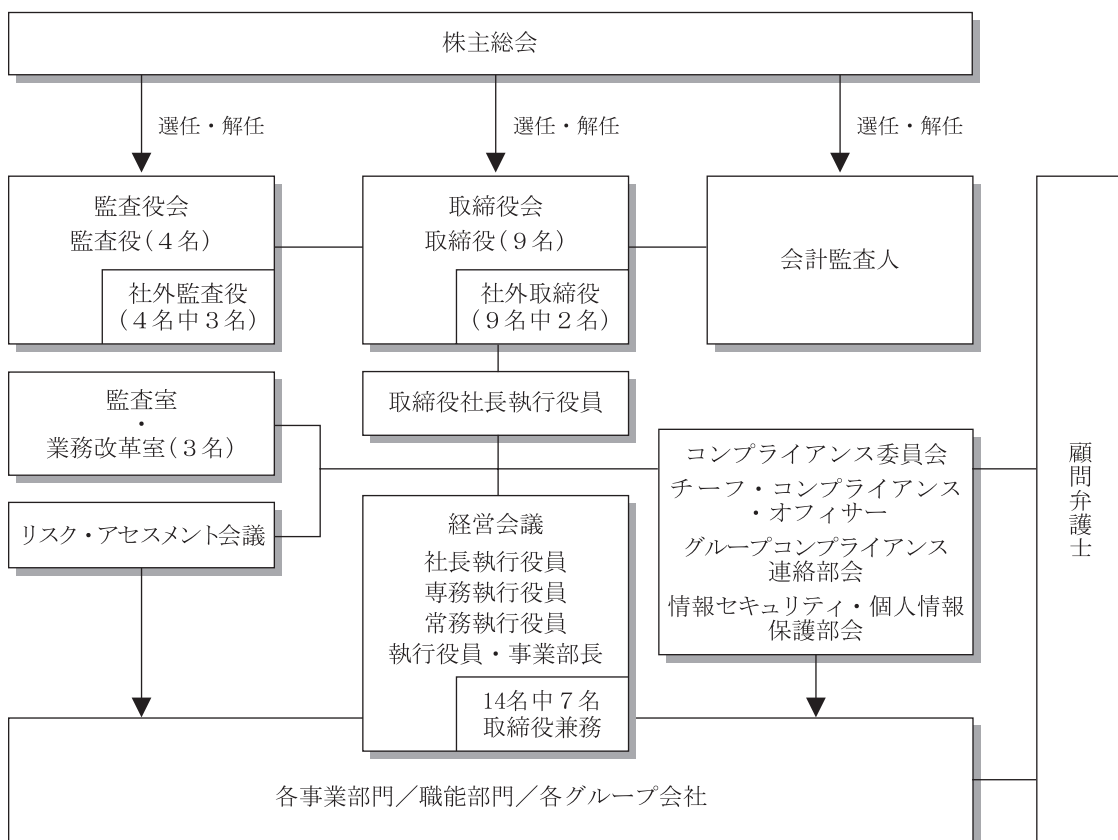 株主総会
選任・解任
選任・解任
選任・解任
監査役会
監査役(4名)
社外監査役
(4名中3名)
取締役会
取締役(9名)
社外取締役
(9名中2名)
会計監査人
監査室
・
業務改革室(3名)
取締役社長執行役員
リスク・アセスメント会議
経営会議
社長執行役員
専務執行役員
常務執行役員
執行役員・事業部長
14名中7名
取締役兼務
コンプライアンス委員会
チーフ・コンプライアンス
・オフィサー
グループコンプライアンス
連絡部会
情報セキュリティ・個人情報
保護部会
顧問弁護士
各事業部門／職能部門／各グループ会社